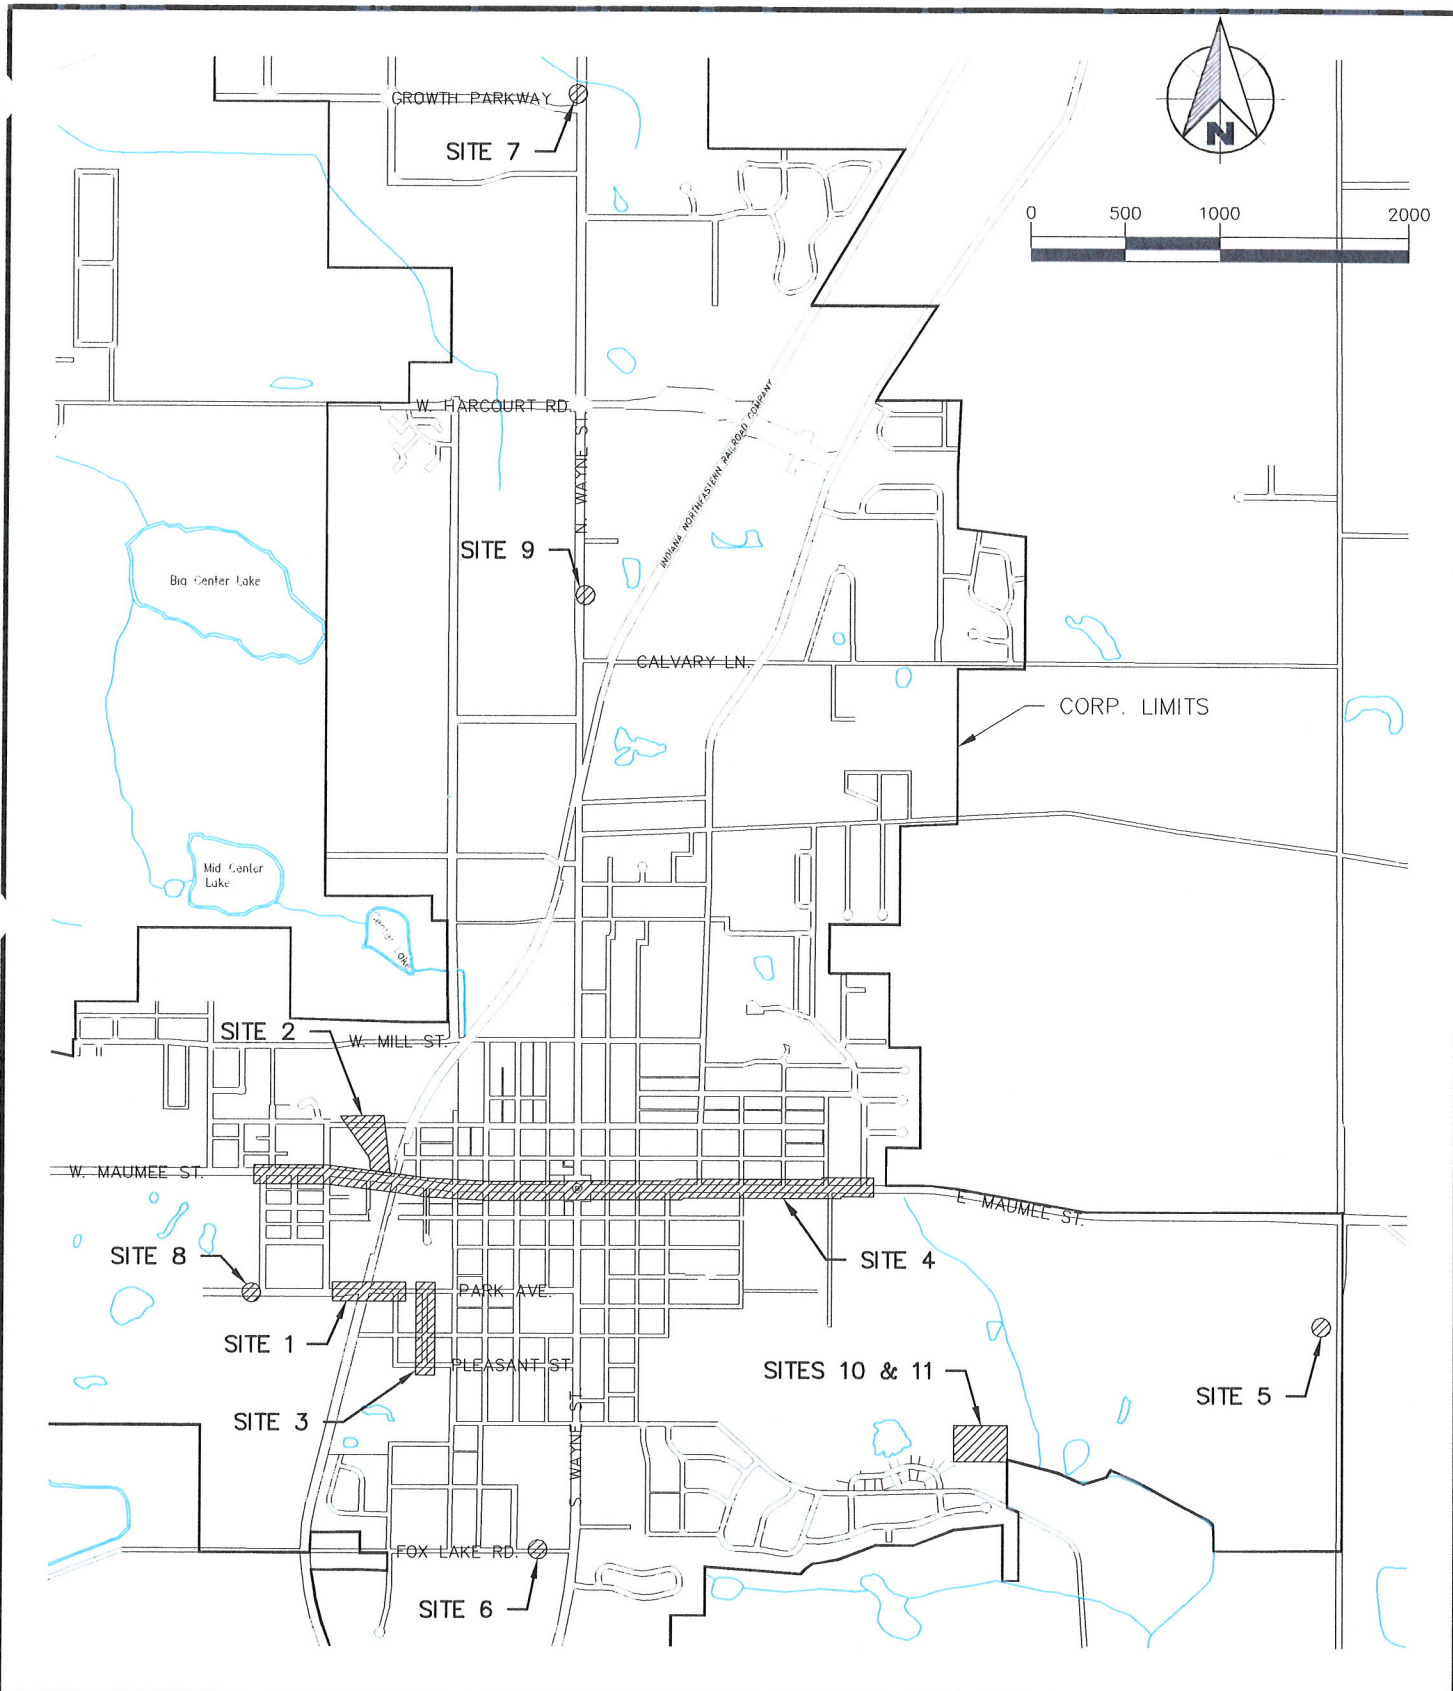 GROWTH PARKWAY
SITE 7
N
0 500 1000 2000
W. HARCOURT RD.
N. WAYNE ST.
INDIANA NORTHEASTERN RAILROAD COMPANY
SITE 9
Big Center Lake
CALVARY LN.
CORP. LIMITS
Mid Center
Lake
Center Lake
SITE 2
W. MILL ST.
W. MAUMEE ST.
E. MAUMEE ST.
SITE 8
SITE 4
PARK AVE.
SITE 1
PLEASANT ST.
SITES 10 & 11
SITE 5
SITE 3
S. WAYNE ST.
FOX LAKE RD.
SITE 6